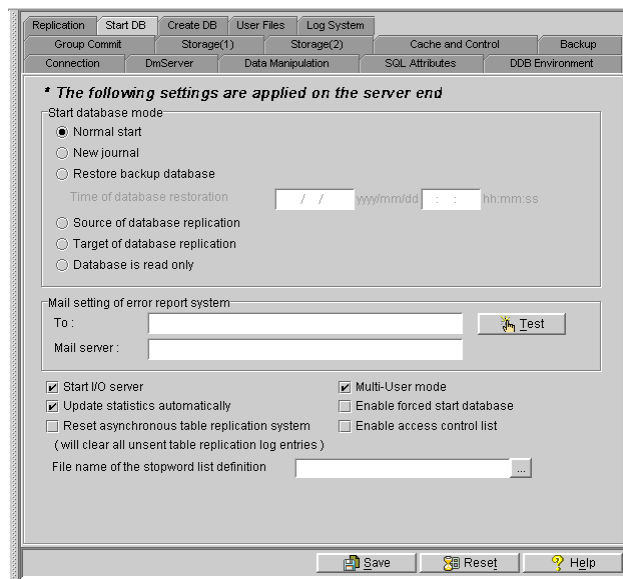 Replication Start DB Create DB User Files Log System
Group Commit Storage(1) Storage(2) Cache and Control Backup
Connection DmServer Data Manipulation SQL Attributes DDB Environment
* The following settings are applied on the server end
Start database mode
Normal start
New journal
Restore backup database
Time of database restoration / / yyyy/mm/dd : : hh:mm:ss
Source of database replication
Target of database replication
Database is read only
Mail setting of error report system
To : Test
Mail server :
Start I/O server Multi-User mode
Update statistics automatically Enable forced start database
Reset asynchronous table replication system Enable access control list
( will clear all unsent table replication log entries )
File name of the stopword list definition ...
Save Reset Help